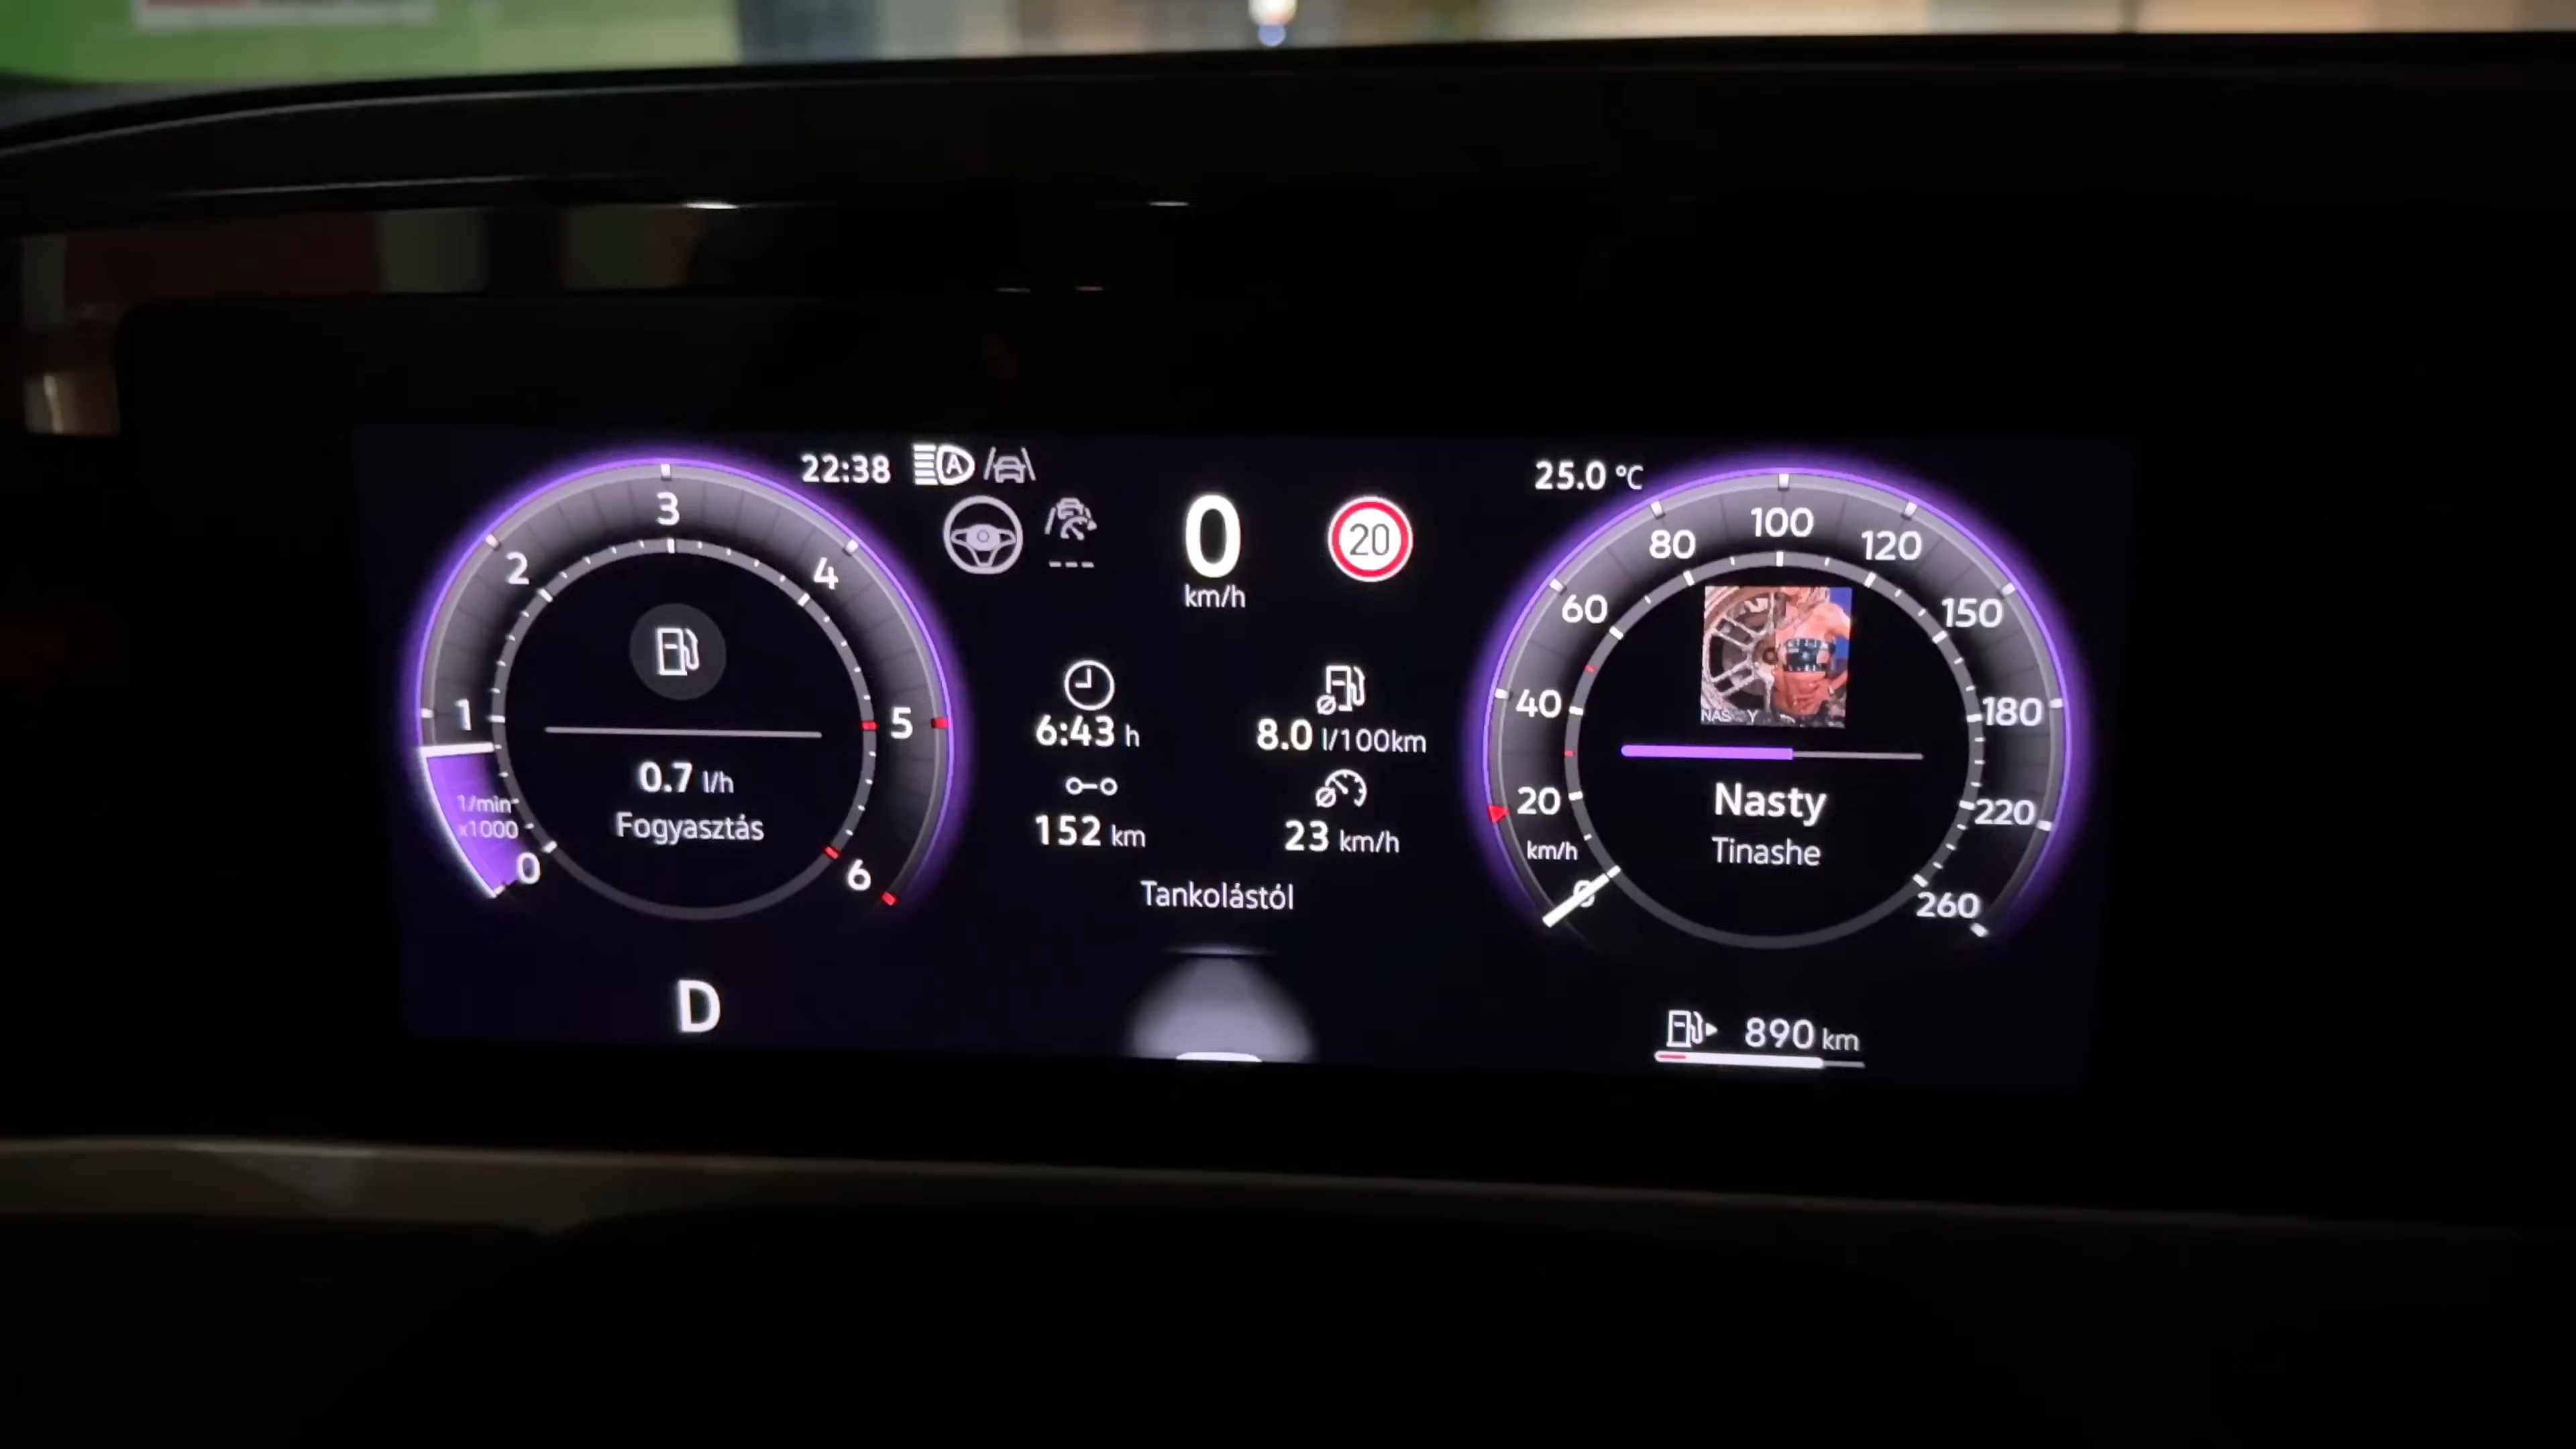 22:38 A
25.0 °C
0
km/h
20
0
1
2
3
4
5
6
1/min
x1000
0.7 l/h
Fogyasztás
6:43 h
8.0 l/100km
152 km
23 km/h
Tankolástól
0
20
40
60
80
100
120
150
180
220
260
km/h
NAS Y
Nasty
Tinashe
D
890 km